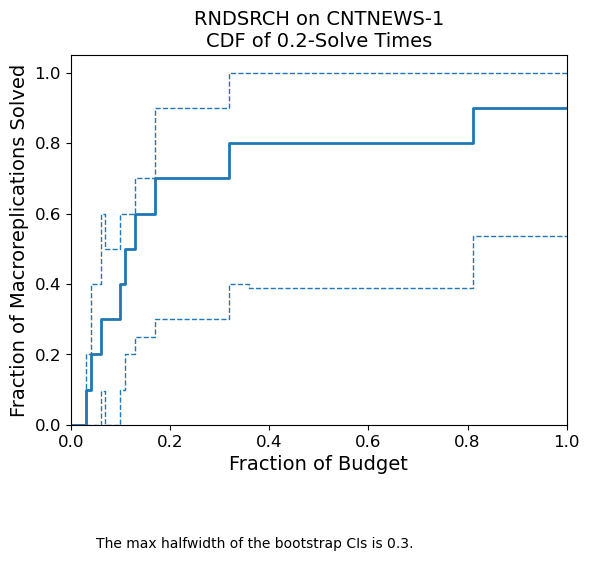 RNDSRCH on CNTNEWS-1
CDF of 0.2-Solve Times
Fraction of Macroreplications Solved
1.0
0.8
0.6
0.4
0.2
0.0
0.0 0.2 0.4 0.6 0.8 1.0
Fraction of Budget
The max halfwidth of the bootstrap CIs is 0.3.